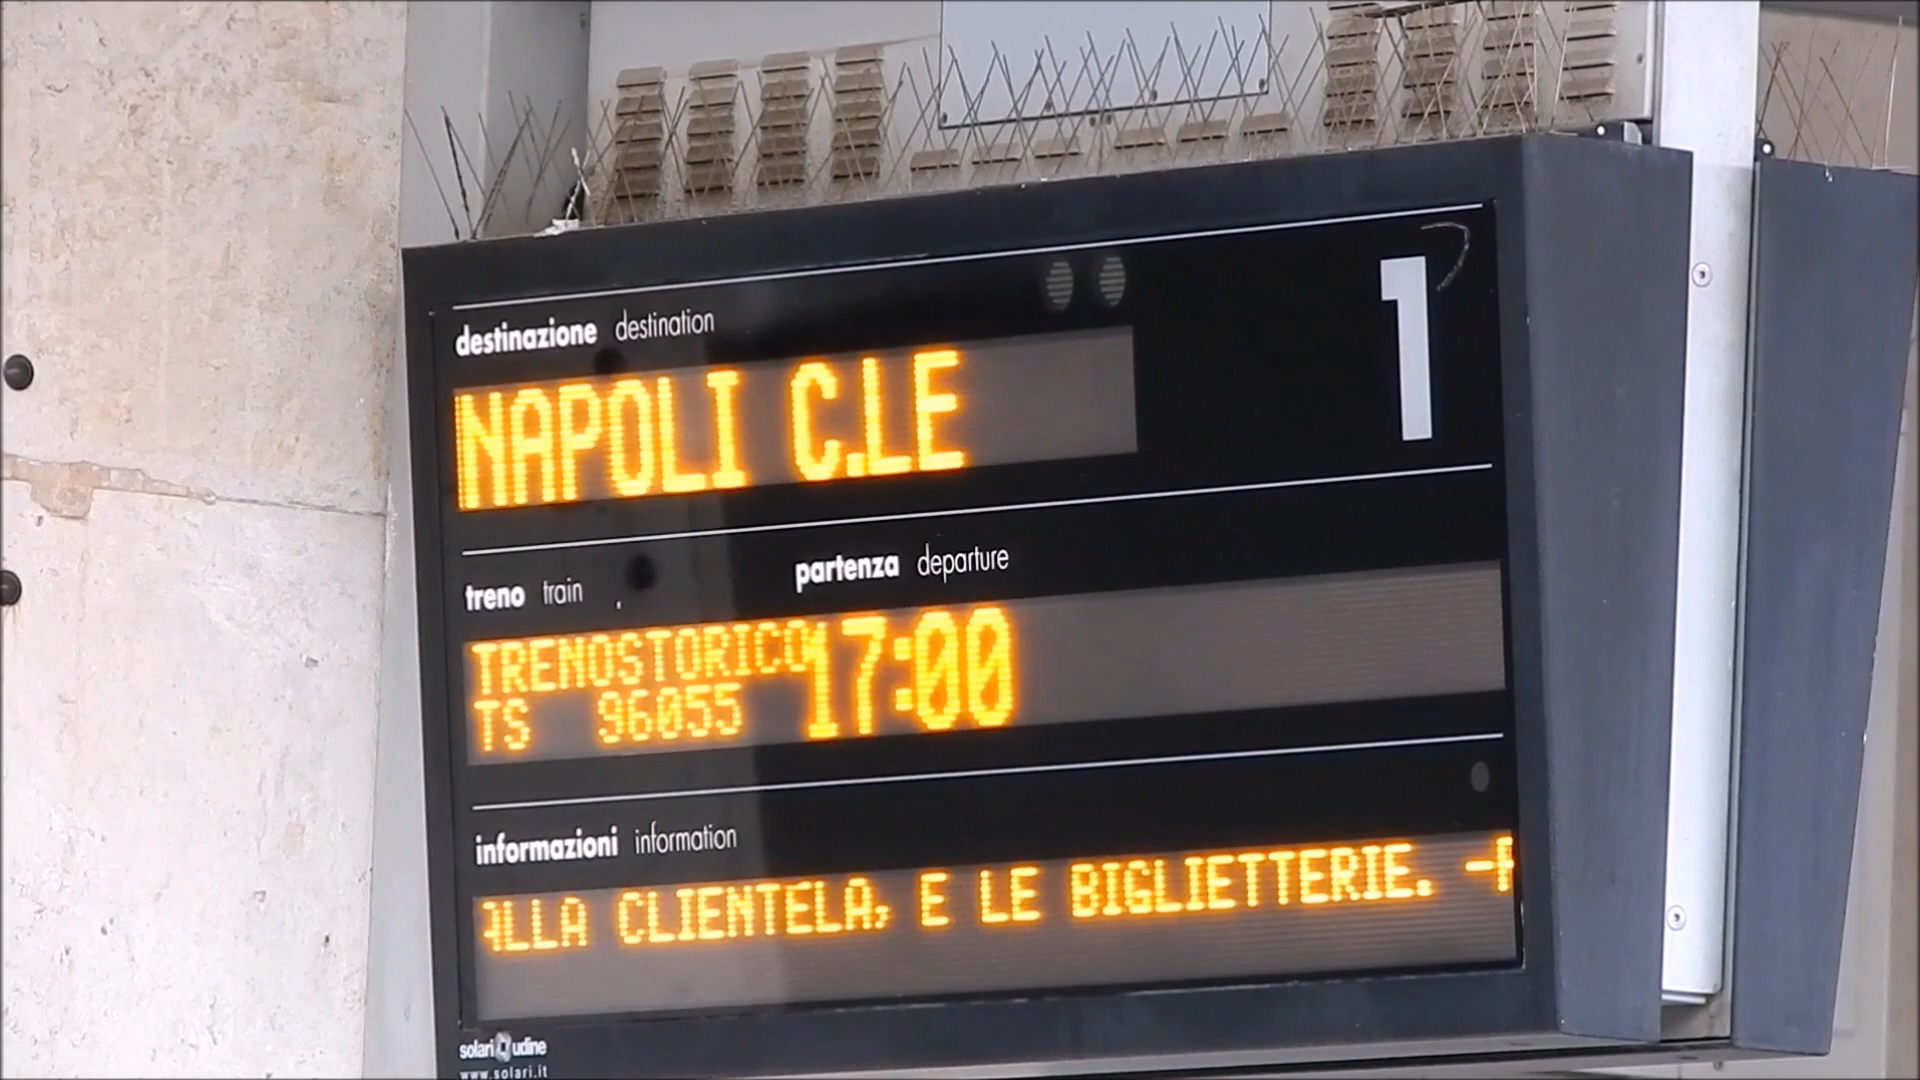 destinazione destination
1
NAPOLI C.LE
treno train partenza departure
TRENOSTORICO 17:00
TS 96055
informazioni information
ALLA CLIENTELA, E LE BIGLIETTERIE. -
solari udine
www.solari.it